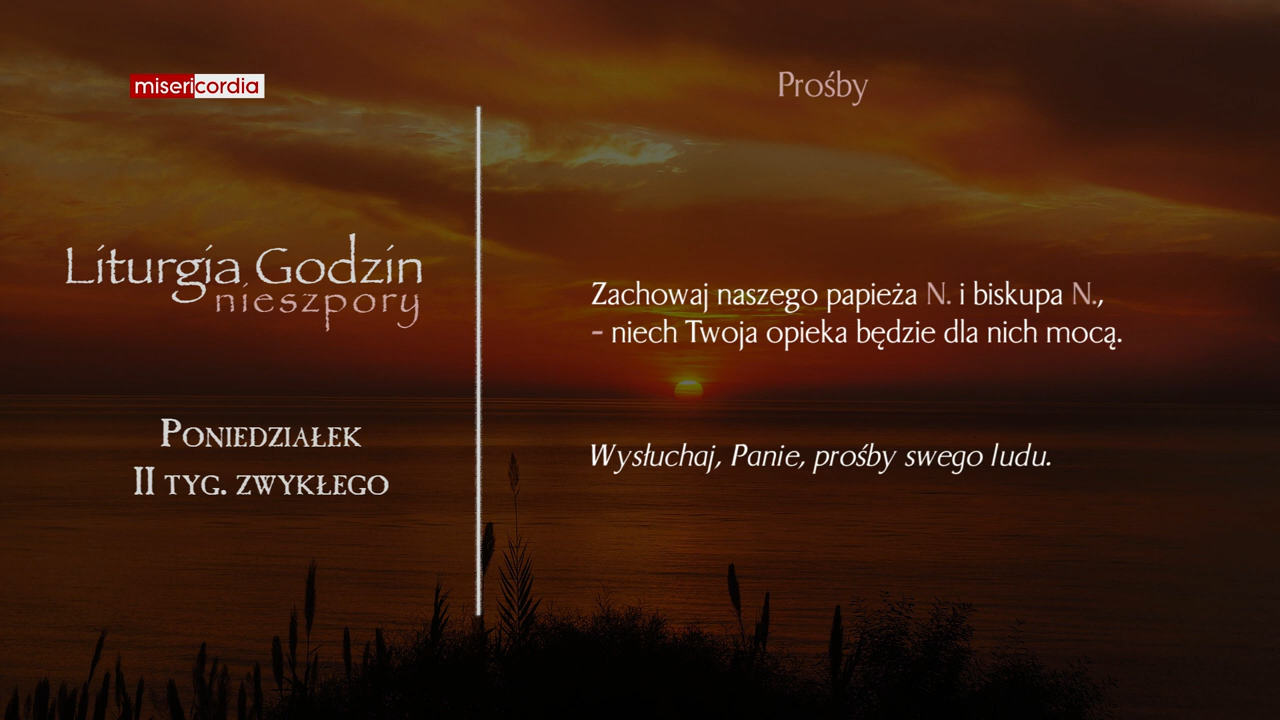 misericordia
Liturgia Godzin
nieszpory
Poniedziałek
II tyg. zwykłego
Prośby
Zachowaj naszego papieża N. i biskupa N.,
- niech Twoja opieka będzie dla nich mocą.
Wysłuchaj, Panie, prośby swego ludu.